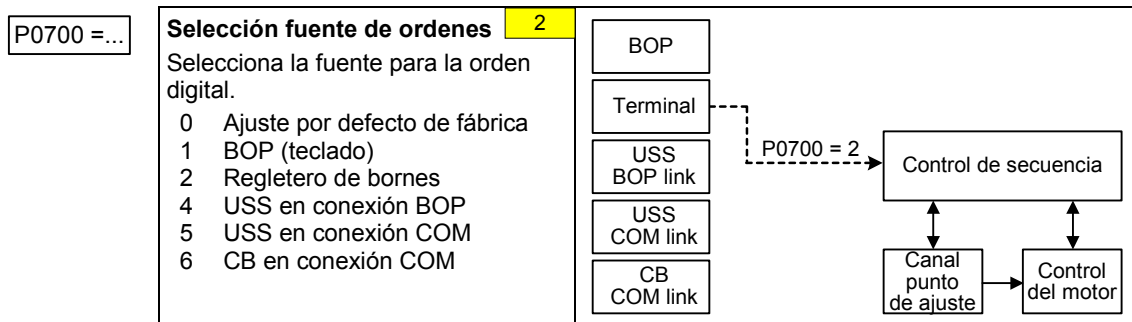 P0700 =...
Selección fuente de ordenes 2
Selecciona la fuente para la orden
digital.
0 Ajuste por defecto de fábrica
1 BOP (teclado)
2 Regletero de bornes
4 USS en conexión BOP
5 USS en conexión COM
6 CB en conexión COM
BOP
Terminal
USS
BOP link
USS
COM link
CB
COM link
P0700 = 2
Control de secuencia
Canal
punto
de ajuste
Control
del motor